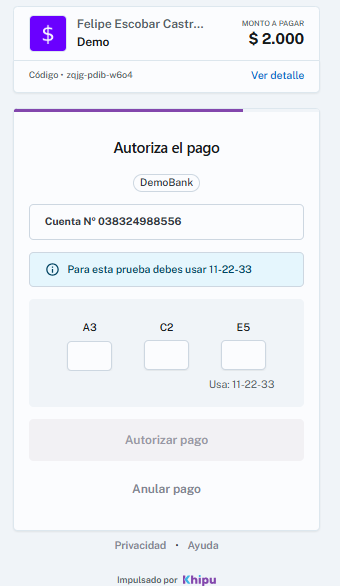 Felipe Escobar Castr...
Demo
MONTO A PAGAR
$ 2.000
Código • zqjg-pdib-w6o4
Ver detalle
Autoriza el pago
DemoBank
Cuenta Nº 038324988556
Para esta prueba debes usar 11-22-33
A3 C2 E5
Usa: 11-22-33
Autorizar pago
Anular pago
Privacidad • Ayuda
Impulsado por khipu